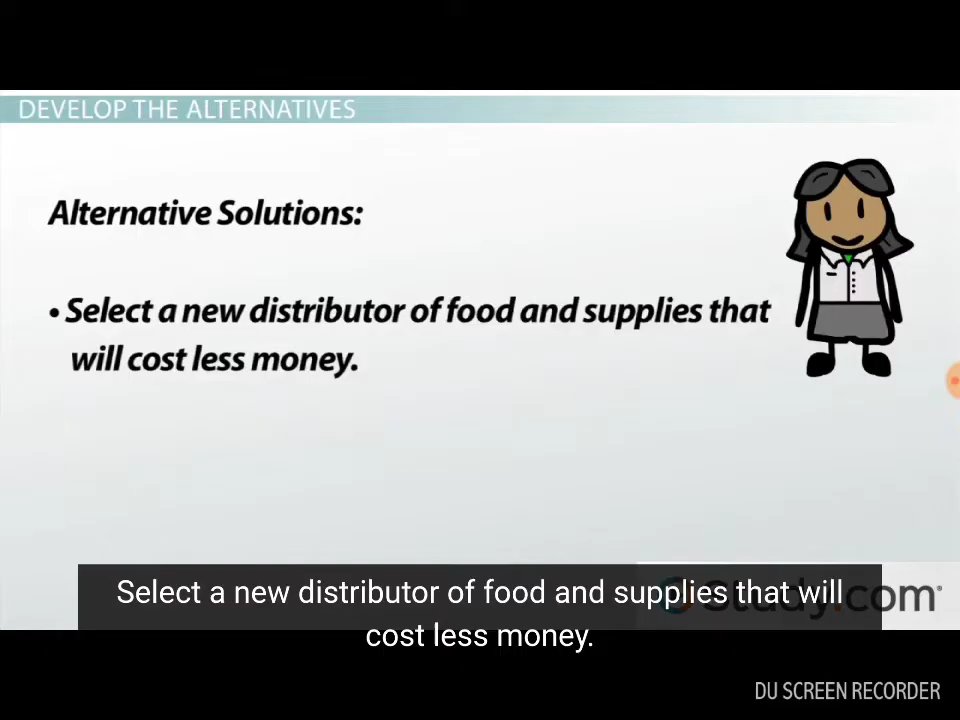 DEVELOP THE ALTERNATIVES
Alternative Solutions:
• Select a new distributor of food and supplies that
will cost less money.
Select a new distributor of food and supplies that will
cost less money.
Study.com
DU SCREEN RECORDER